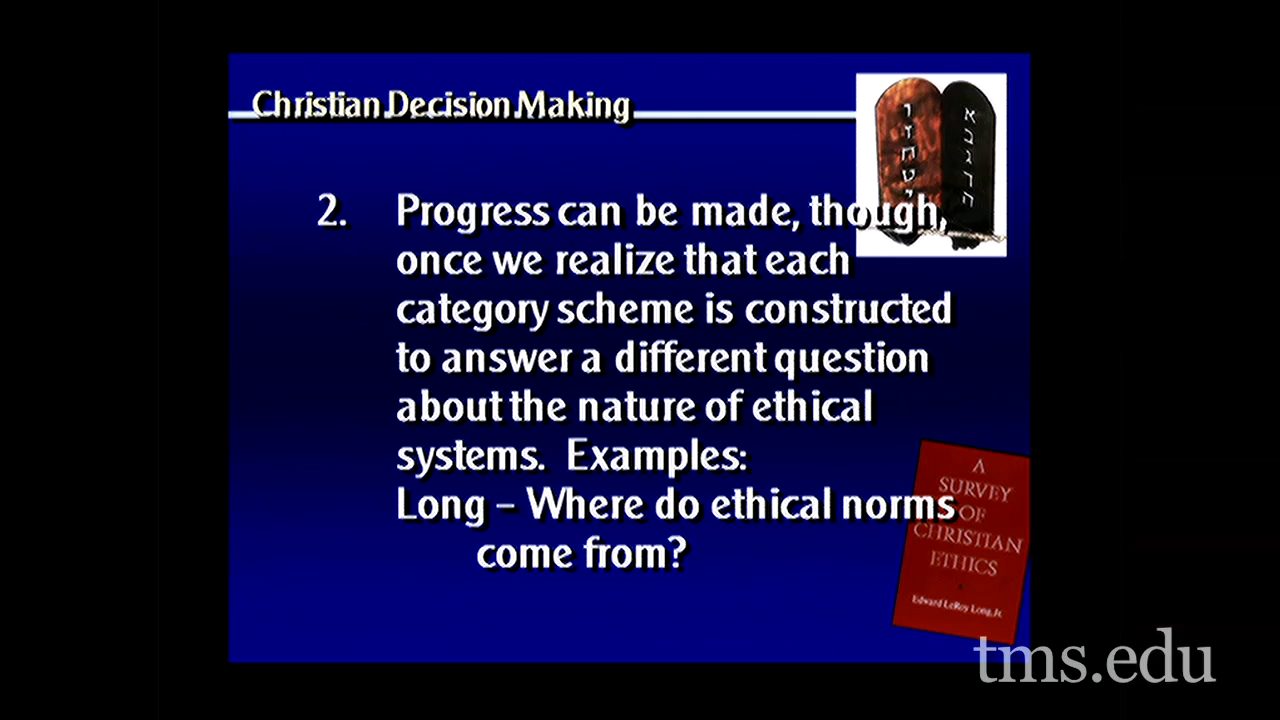 Christian Decision Making
2. Progress can be made, though,
once we realize that each
category scheme is constructed
to answer a different question
about the nature of ethical
systems. Examples:
Long – Where do ethical norms
come from?
A
SURVEY
OF
CHRISTIAN
ETHICS
Edward LeRoy Long, Jr.
tms.edu